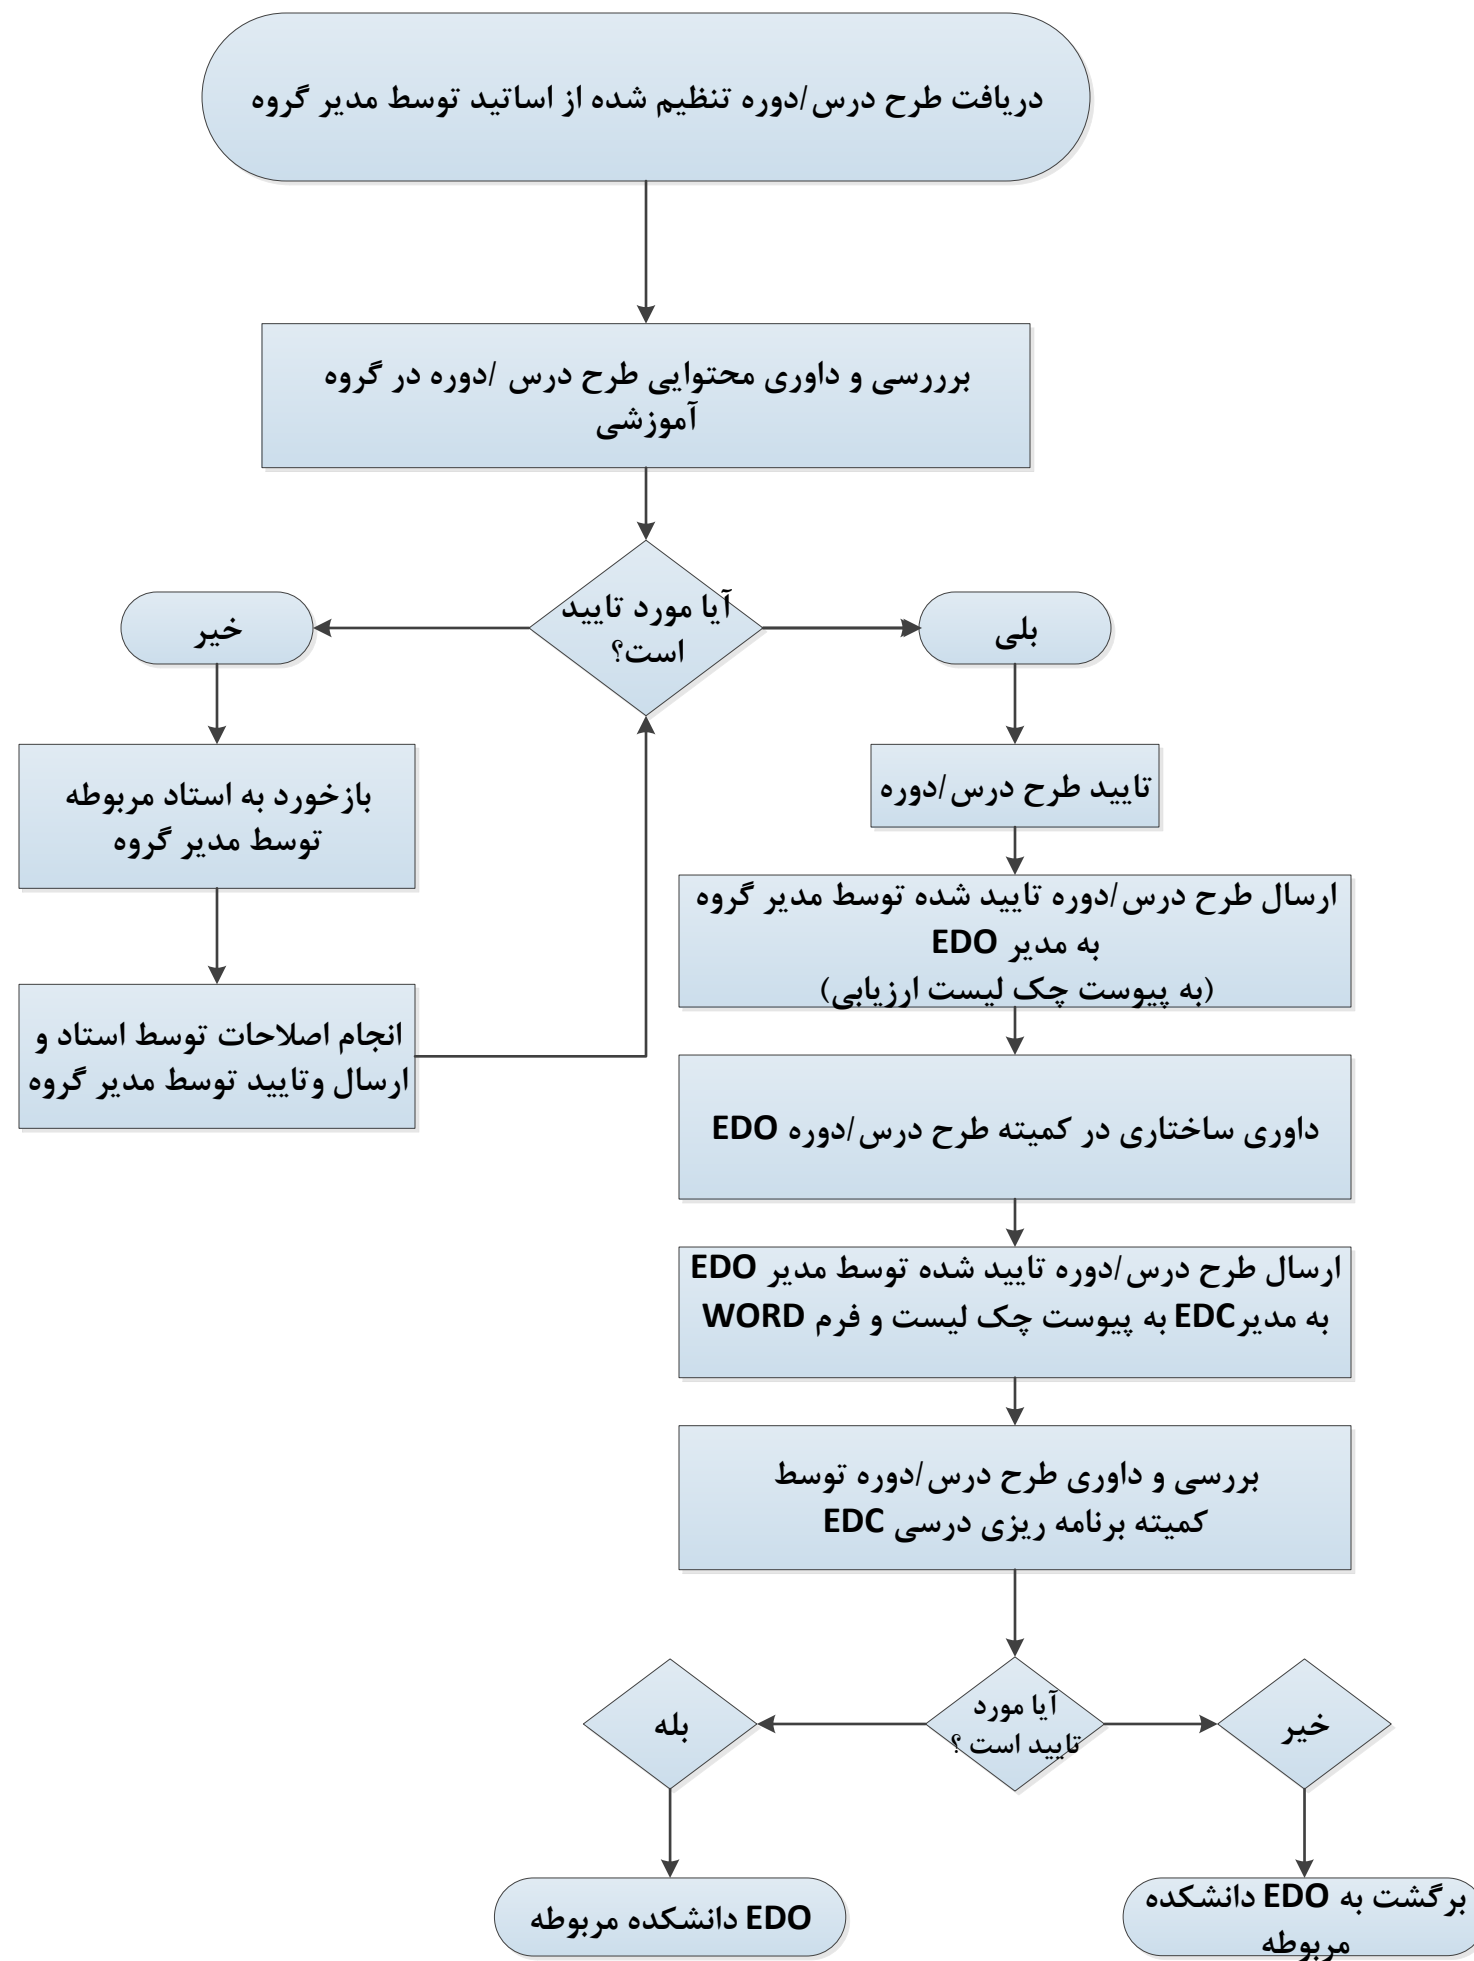 دریافت طرح درس/دوره تنظیم شده از اساتید توسط مدیر گروه
برررسی و داوری محتوایی طرح درس /دوره در گروه
آموزشی
آیا مورد تایید
است؟
خیر
بلی
بازخورد به استاد مربوطه
توسط مدیر گروه
انجام اصلاحات توسط استاد و
ارسال وتایید توسط مدیر گروه
تایید طرح درس/دوره
ارسال طرح درس/دوره تایید شده توسط مدیر گروه
به مدیر EDO
(به پیوست چک لیست ارزیابی)
داوری ساختاری در کمیته طرح درس/دوره EDO
ارسال طرح درس/دوره تایید شده توسط مدیر EDO
به مدیرEDC به پیوست چک لیست و فرم WORD
بررسی و داوری طرح درس/دوره توسط
کمیته برنامه ریزی درسی EDC
آیا مورد
تایید است ؟
خیر
بله
برگشت به EDO دانشکده
مربوطه
EDO دانشکده مربوطه